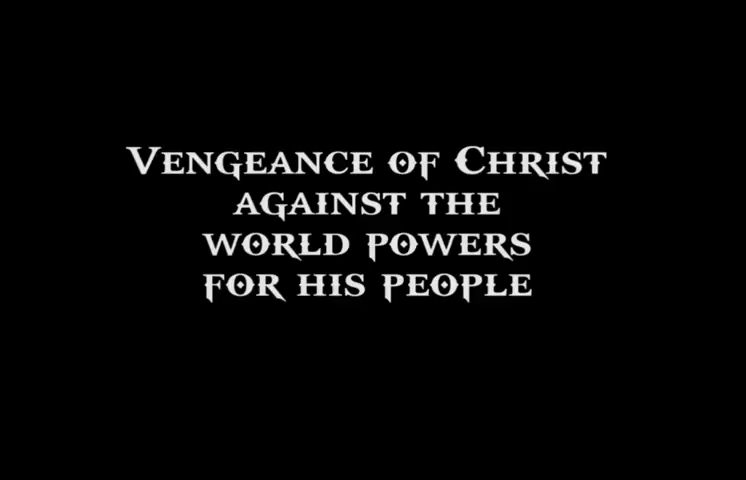 Vengeance of Christ
against the
world powers
for his people